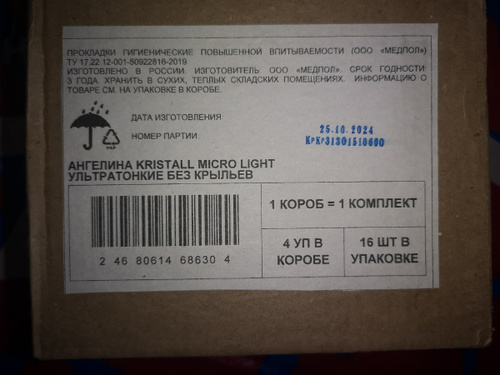 ПРОКЛАДКИ ГИГИЕНИЧЕСКИЕ ПОВЫШЕННОЙ ВПИТЫВАЕМОСТИ (ООО «МЕДПОЛ»)
ТУ 17.22.12-001-50922816-2019
ИЗГОТОВЛЕНО В РОССИИ. ИЗГОТОВИТЕЛЬ ООО «МЕДПОЛ». СРОК ГОДНОСТИ
3 ГОДА. ХРАНИТЬ В СУХИХ, ТЕПЛЫХ СКЛАДСКИХ ПОМЕЩЕНИЯХ. ИНФОРМАЦИЮ О
ТОВАРЕ СМ. НА УПАКОВКЕ В КОРОБЕ.
ДАТА ИЗГОТОВЛЕНИЯ
25.10.2024
НОМЕР ПАРТИИ
АНГЕЛИНА KRISTALL MICRO LIGHT
УЛЬТРАТОНКИЕ БЕЗ КРЫЛЬЕВ
2 46 80614 68630 4
1 КОРОБ = 1 КОМПЛЕКТ
4 УП В
КОРОБЕ
16 ШТ В
УПАКОВКЕ